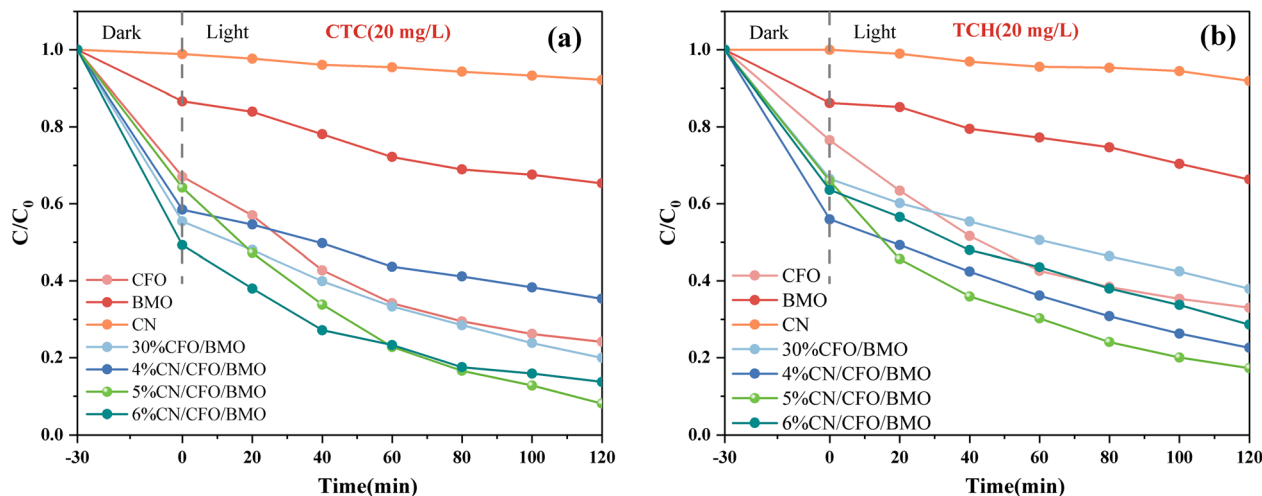 Dark
Light
CTC(20 mg/L)
(a)
C/C0
1.0
0.8
0.6
0.4
0.2
0.0
CFO
BMO
CN
30%CFO/BMO
4%CN/CFO/BMO
5%CN/CFO/BMO
6%CN/CFO/BMO
-30 0 20 40 60 80 100 120
Time(min)
Dark
Light
TCH(20 mg/L)
(b)
C/C0
1.0
0.8
0.6
0.4
0.2
0.0
CFO
BMO
CN
30%CFO/BMO
4%CN/CFO/BMO
5%CN/CFO/BMO
6%CN/CFO/BMO
-30 0 20 40 60 80 100 120
Time(min)